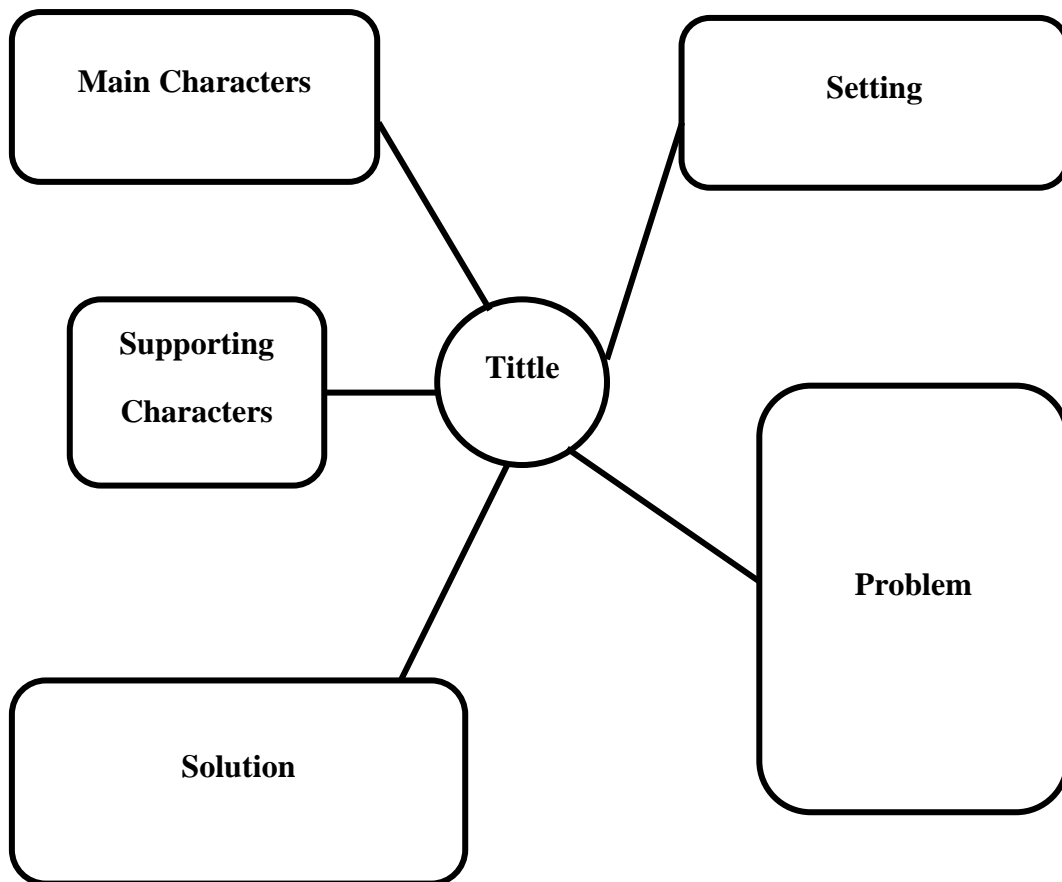 Main Characters
Setting
Supporting
Characters
Tittle
Problem
Solution